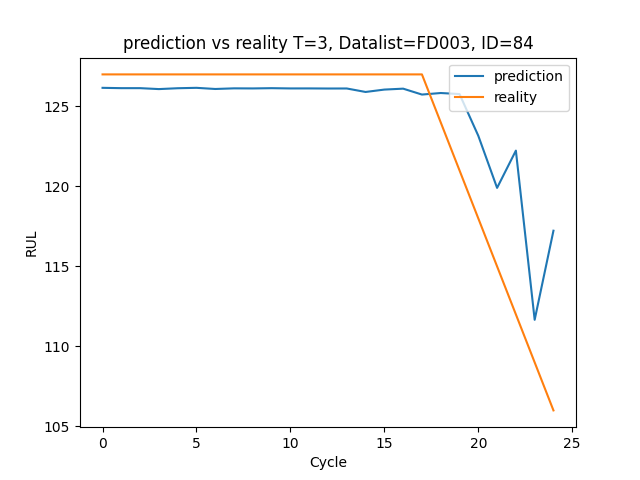 prediction vs reality T=3, Datalist=FD003, ID=84
prediction
reality
125
120
115
110
105
RUL
0
5
10
15
20
25
Cycle